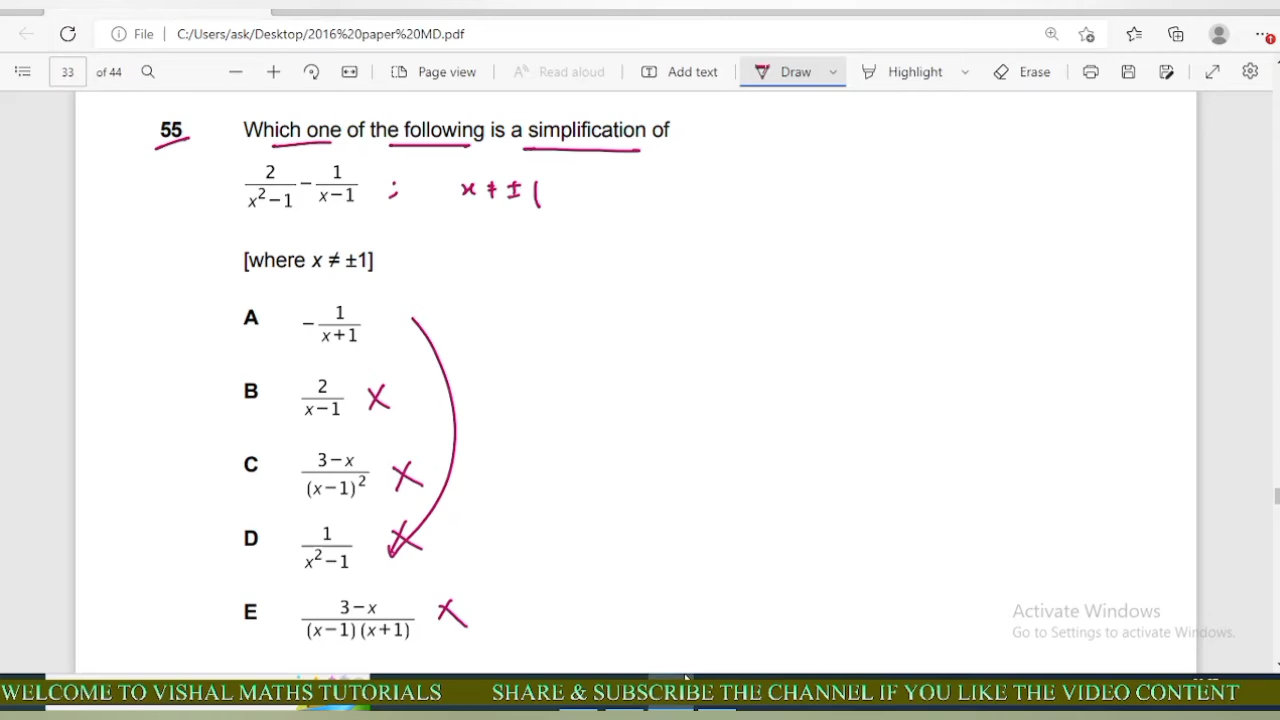 File C:/Users/ask/Desktop/2016%20paper%20MD.pdf
33 of 44 Page view Read aloud Add text Draw Highlight Erase
55 Which one of the following is a simplification of
2/(x²−1) − 1/(x−1) ; x ≠ ± 1
[where x ≠ ±1]
A −1/(x+1)
B 2/(x−1) X
C (3−x)/(x−1)² X
D 1/(x²−1) X
E (3−x)/((x−1)(x+1)) X
Activate Windows
Go to Settings to activate Windows.
WELCOME TO VISHAL MATHS TUTORIALS SHARE & SUBSCRIBE THE CHANNEL IF YOU LIKE THE VIDEO CONTENT